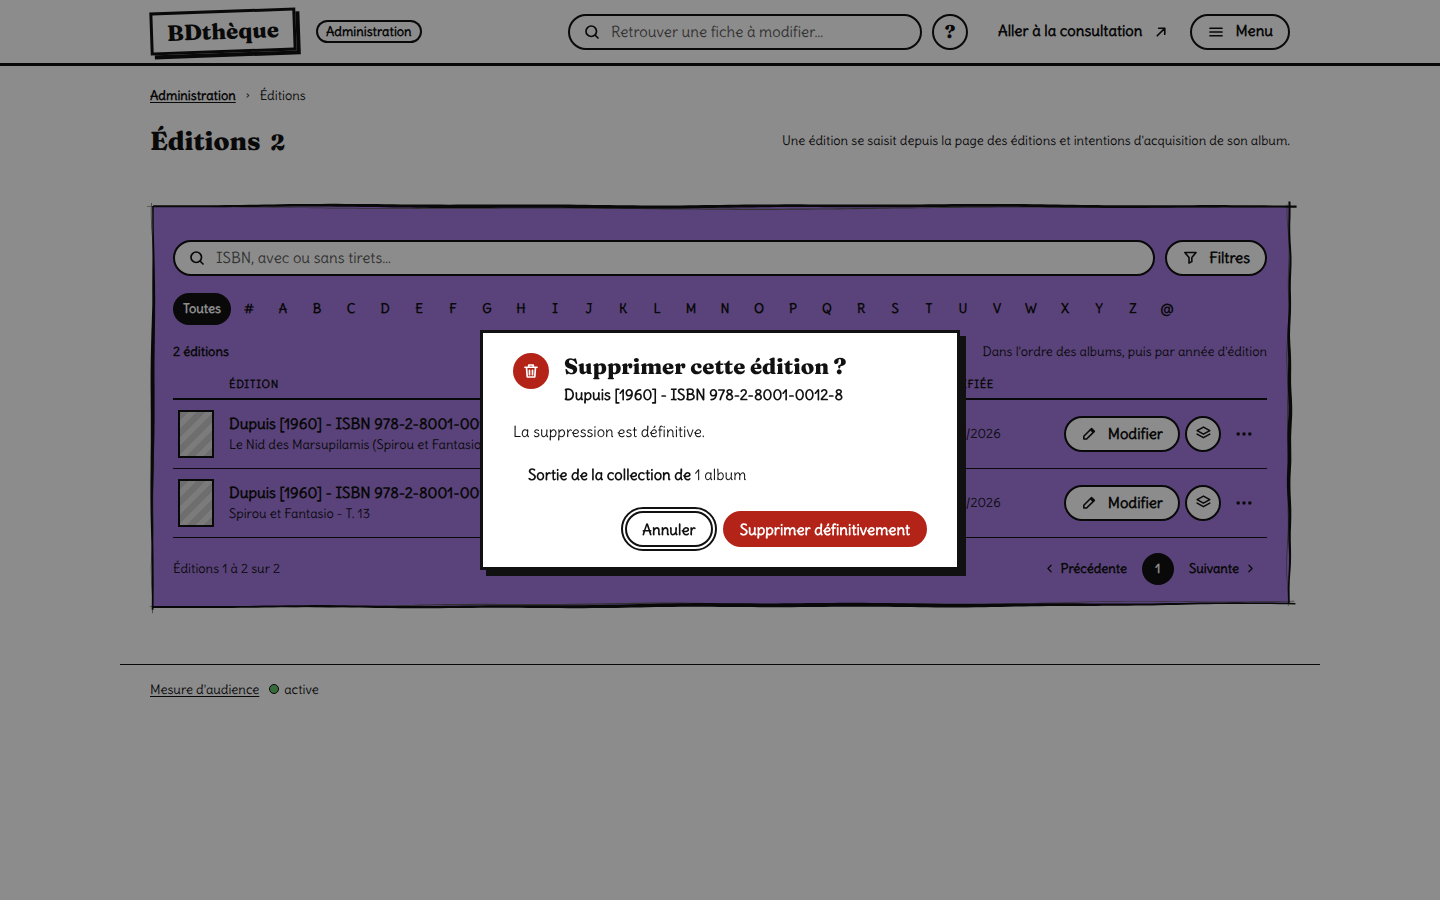 BDthèque
Administration
Retrouver une fiche à modifier...
?
Aller à la consultation
Menu
Administration › Éditions
Éditions 2
Une édition se saisit depuis la page des éditions et intentions d'acquisition de son album.
ISBN, avec ou sans tirets...
Filtres
Toutes # A B C D E F G H I J K L M N O P Q R S T U V W X Y Z @
2 éditions
Dans l'ordre des albums, puis par année d'édition
ÉDITION
FIÉE
Dupuis [1960] - ISBN 978-2-8001-00
Le Nid des Marsupilamis (Spirou et Fantasio
/2026
Modifier
Dupuis [1960] - ISBN 978-2-8001-00
Spirou et Fantasio - T. 13
/2026
Modifier
Éditions 1 à 2 sur 2
Précédente
1
Suivante
Supprimer cette édition ?
Dupuis [1960] - ISBN 978-2-8001-0012-8
La suppression est définitive.
Sortie de la collection de 1 album
Annuler
Supprimer définitivement
Mesure d'audience
active